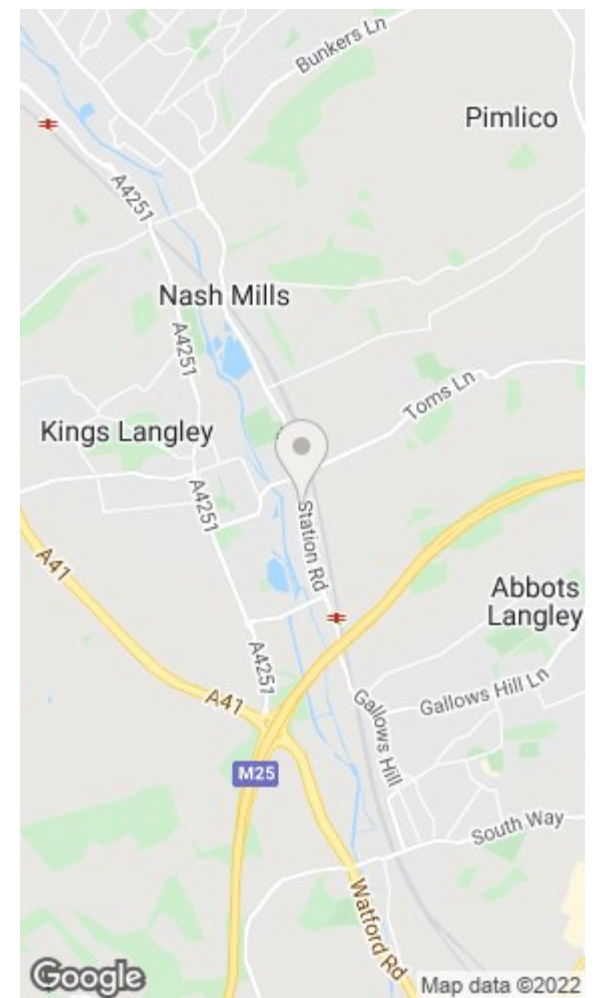 Bunkers Ln
Pimlico
A4251
Nash Mills
A4251
Toms Ln
Kings Langley
A4251
Station Rd
A41
Abbots
Langley
A4251
Gallows Hill Ln
A41
Gallows Hill
M25
South Way
Watford Rd
Google
Map data ©2022